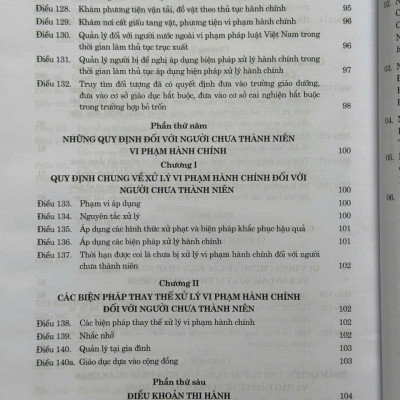 Điều 128. Khám phương tiện vận tải, đồ vật theo thủ tục hành chính 95
Điều 129. Khám nơi cất giấu tang vật, phương tiện vi phạm hành chính 96
Điều 130. Quản lý đối với người nước ngoài vi phạm pháp luật Việt Nam trong
thời gian làm thủ tục trục xuất 96
Điều 131. Quản lý người bị đề nghị áp dụng biện pháp xử lý hành chính trong
thời gian làm thủ tục áp dụng biện pháp xử lý hành chính 97
Điều 132. Truy tìm đối tượng đã có quyết định đưa vào trường giáo dưỡng,
đưa vào cơ sở giáo dục bắt buộc, đưa vào cơ sở cai nghiện bắt buộc
trong trường hợp bỏ trốn 98
Phần thứ năm
NHỮNG QUY ĐỊNH ĐỐI VỚI NGƯỜI CHƯA THÀNH NIÊN
VI PHẠM HÀNH CHÍNH 100
Chương I
QUY ĐỊNH CHUNG VỀ XỬ LÝ VI PHẠM HÀNH CHÍNH ĐỐI VỚI
NGƯỜI CHƯA THÀNH NIÊN 100
Điều 133. Phạm vi áp dụng 100
Điều 134. Nguyên tắc xử lý 100
Điều 135. Áp dụng các hình thức xử phạt và biện pháp khắc phục hậu quả 101
Điều 136. Áp dụng các biện pháp xử lý hành chính 101
Điều 137. Thời hạn được coi là chưa bị xử lý vi phạm hành chính đối với người
chưa thành niên 102
Chương II
CÁC BIỆN PHÁP THAY THẾ XỬ LÝ VI PHẠM HÀNH CHÍNH
ĐỐI VỚI NGƯỜI CHƯA THÀNH NIÊN 102
Điều 138. Các biện pháp thay thế xử lý vi phạm hành chính 102
Điều 139. Nhắc nhở 102
Điều 140. Quản lý tại gia đình 103
Điều 140a. Giáo dục dựa vào cộng đồng 103
Phần thứ sáu
ĐIỀU KHOẢN THI HÀNH 104
02.
03.
04.
05.
06.